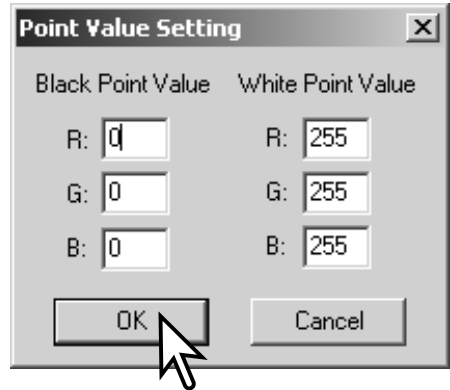 Point Value Setting
Black Point Value White Point Value
R: 0 R: 255
G: 0 G: 255
B: 0 B: 255
OK Cancel